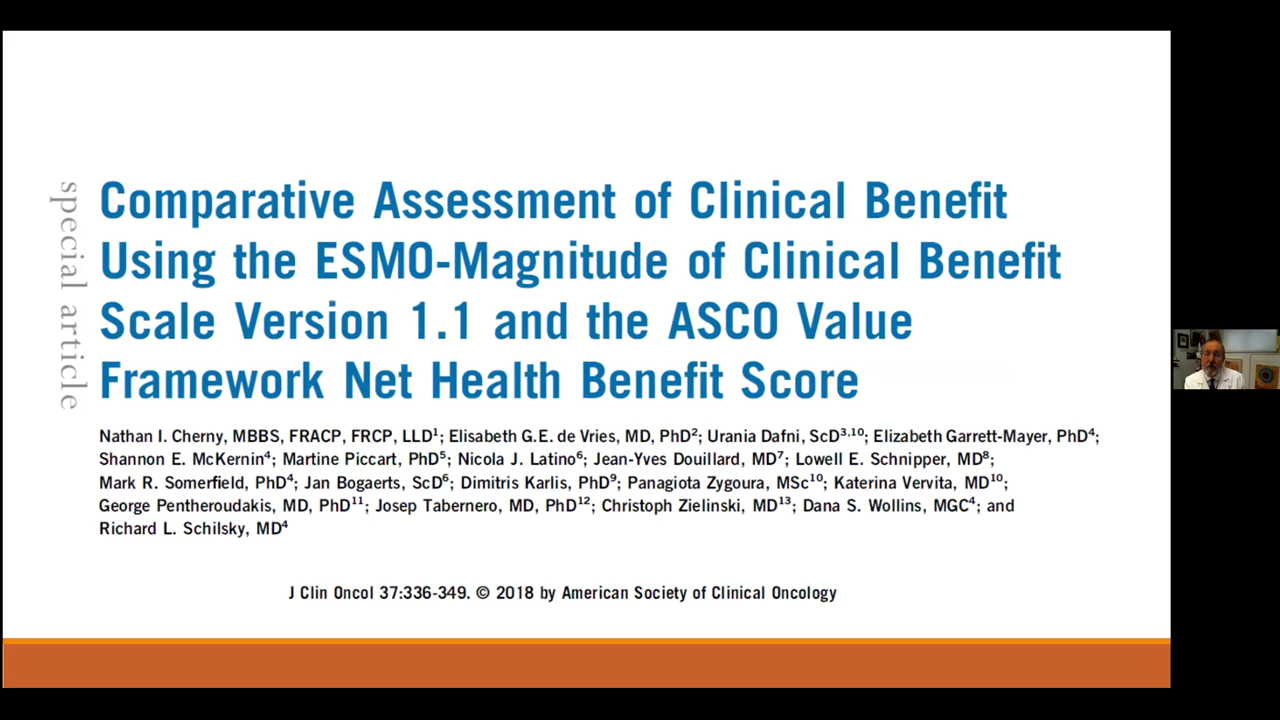 special article
Comparative Assessment of Clinical Benefit
Using the ESMO-Magnitude of Clinical Benefit
Scale Version 1.1 and the ASCO Value
Framework Net Health Benefit Score
Nathan I. Cherny, MBBS, FRACP, FRCP, LLD¹; Elisabeth G.E. de Vries, MD, PhD²; Urania Dafni, ScD³,¹⁰; Elizabeth Garrett-Mayer, PhD⁴;
Shannon E. McKernin⁴; Martine Piccart, PhD⁵; Nicola J. Latino⁶; Jean-Yves Douillard, MD⁷; Lowell E. Schnipper, MD⁸;
Mark R. Somerfield, PhD⁴; Jan Bogaerts, ScD⁶; Dimitris Karlis, PhD⁹; Panagiota Zygoura, MSc¹⁰; Katerina Vervita, MD¹⁰;
George Pentheroudakis, MD, PhD¹¹; Josep Tabernero, MD, PhD¹²; Christoph Zielinski, MD¹³; Dana S. Wollins, MGC⁴; and
Richard L. Schilsky, MD⁴
J Clin Oncol 37:336-349. © 2018 by American Society of Clinical Oncology